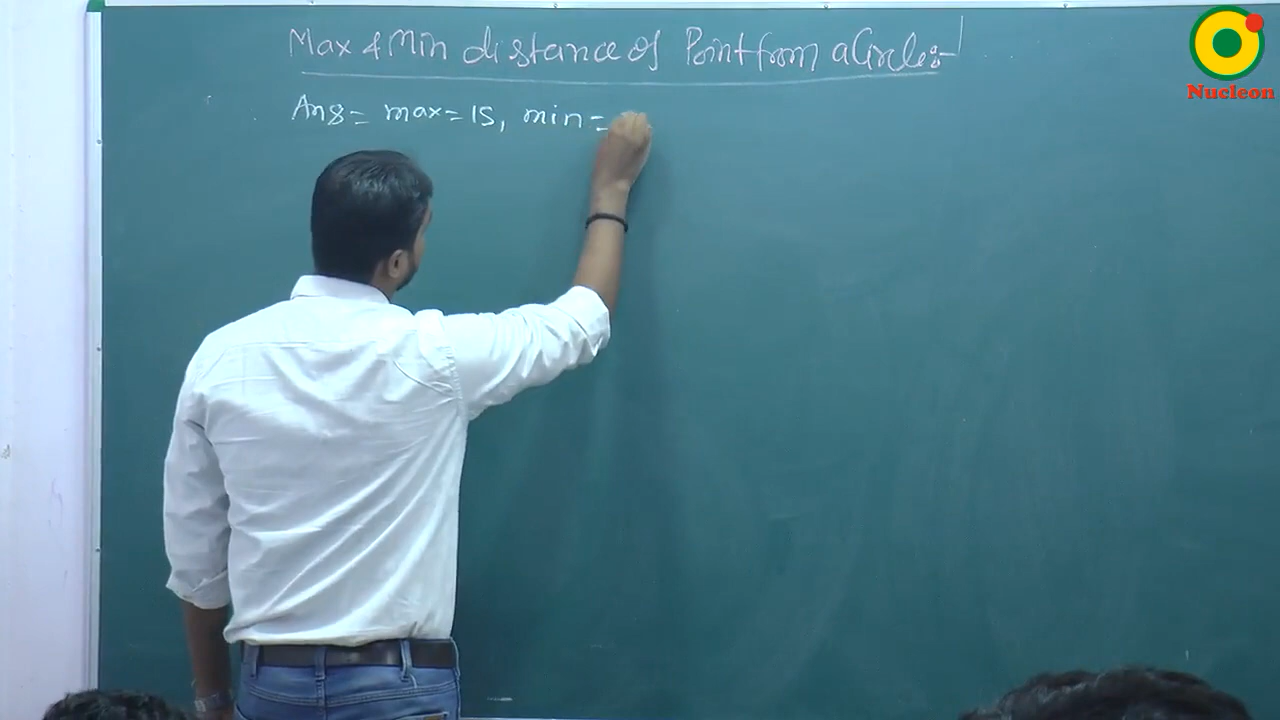 Max & Min distance of Point from a Circle:-
Ans= max=15, min=
Nucleon